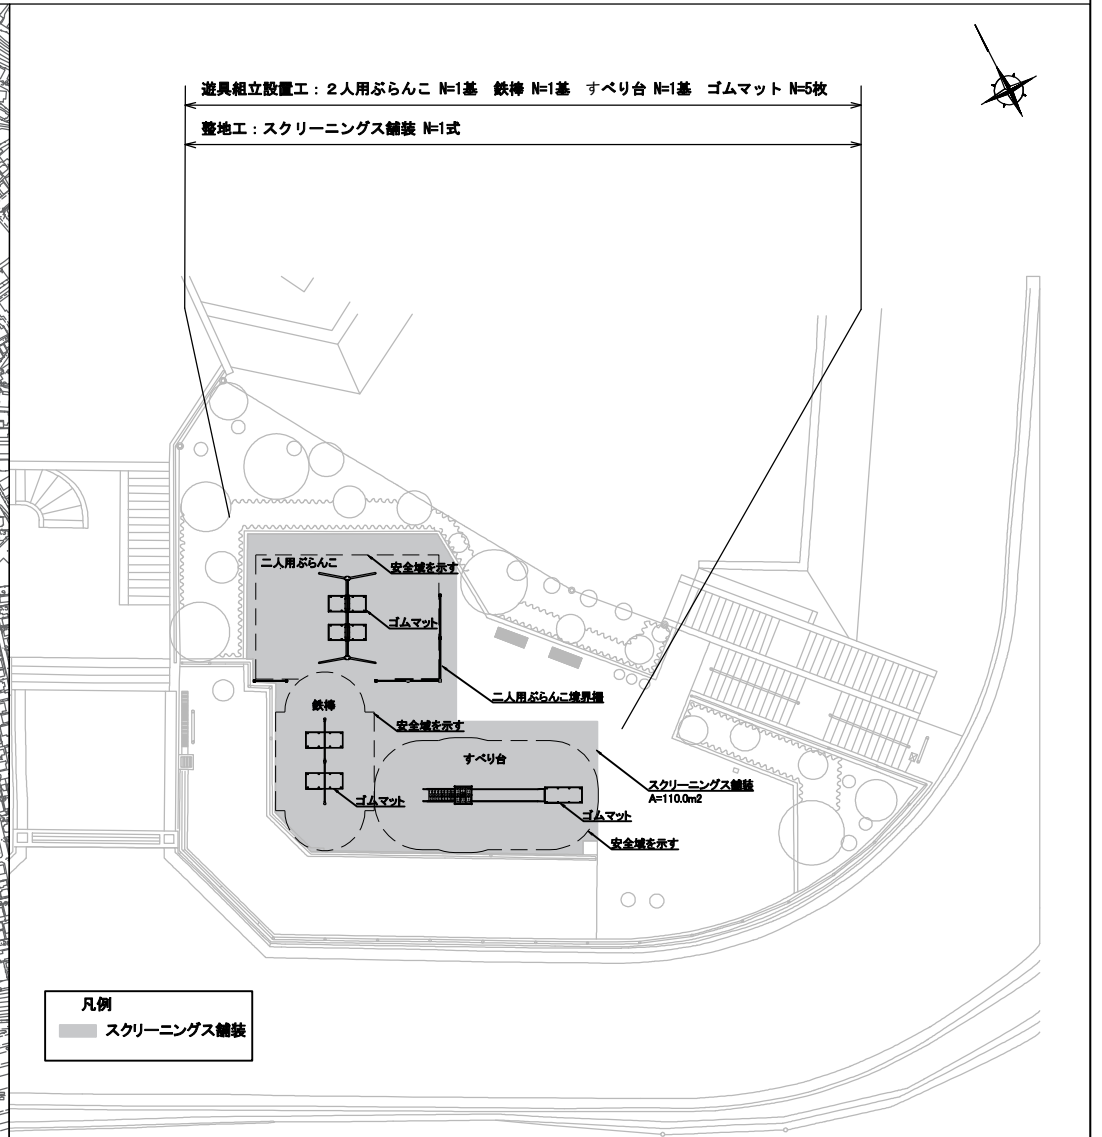 遊具組立設置工：２人用ぶらんこ N=1基　鉄棒 N=1基　すべり台 N=1基　ゴムマット N=5枚
整地工：スクリーニングス舗装 N=1式
二人用ぶらんこ
安全域を示す
ゴムマット
二人用ぶらんこ境界柵
鉄棒
安全域を示す
すべり台
スクリーニングス舗装
A=110.0m2
ゴムマット
ゴムマット
安全域を示す
凡例
スクリーニングス舗装